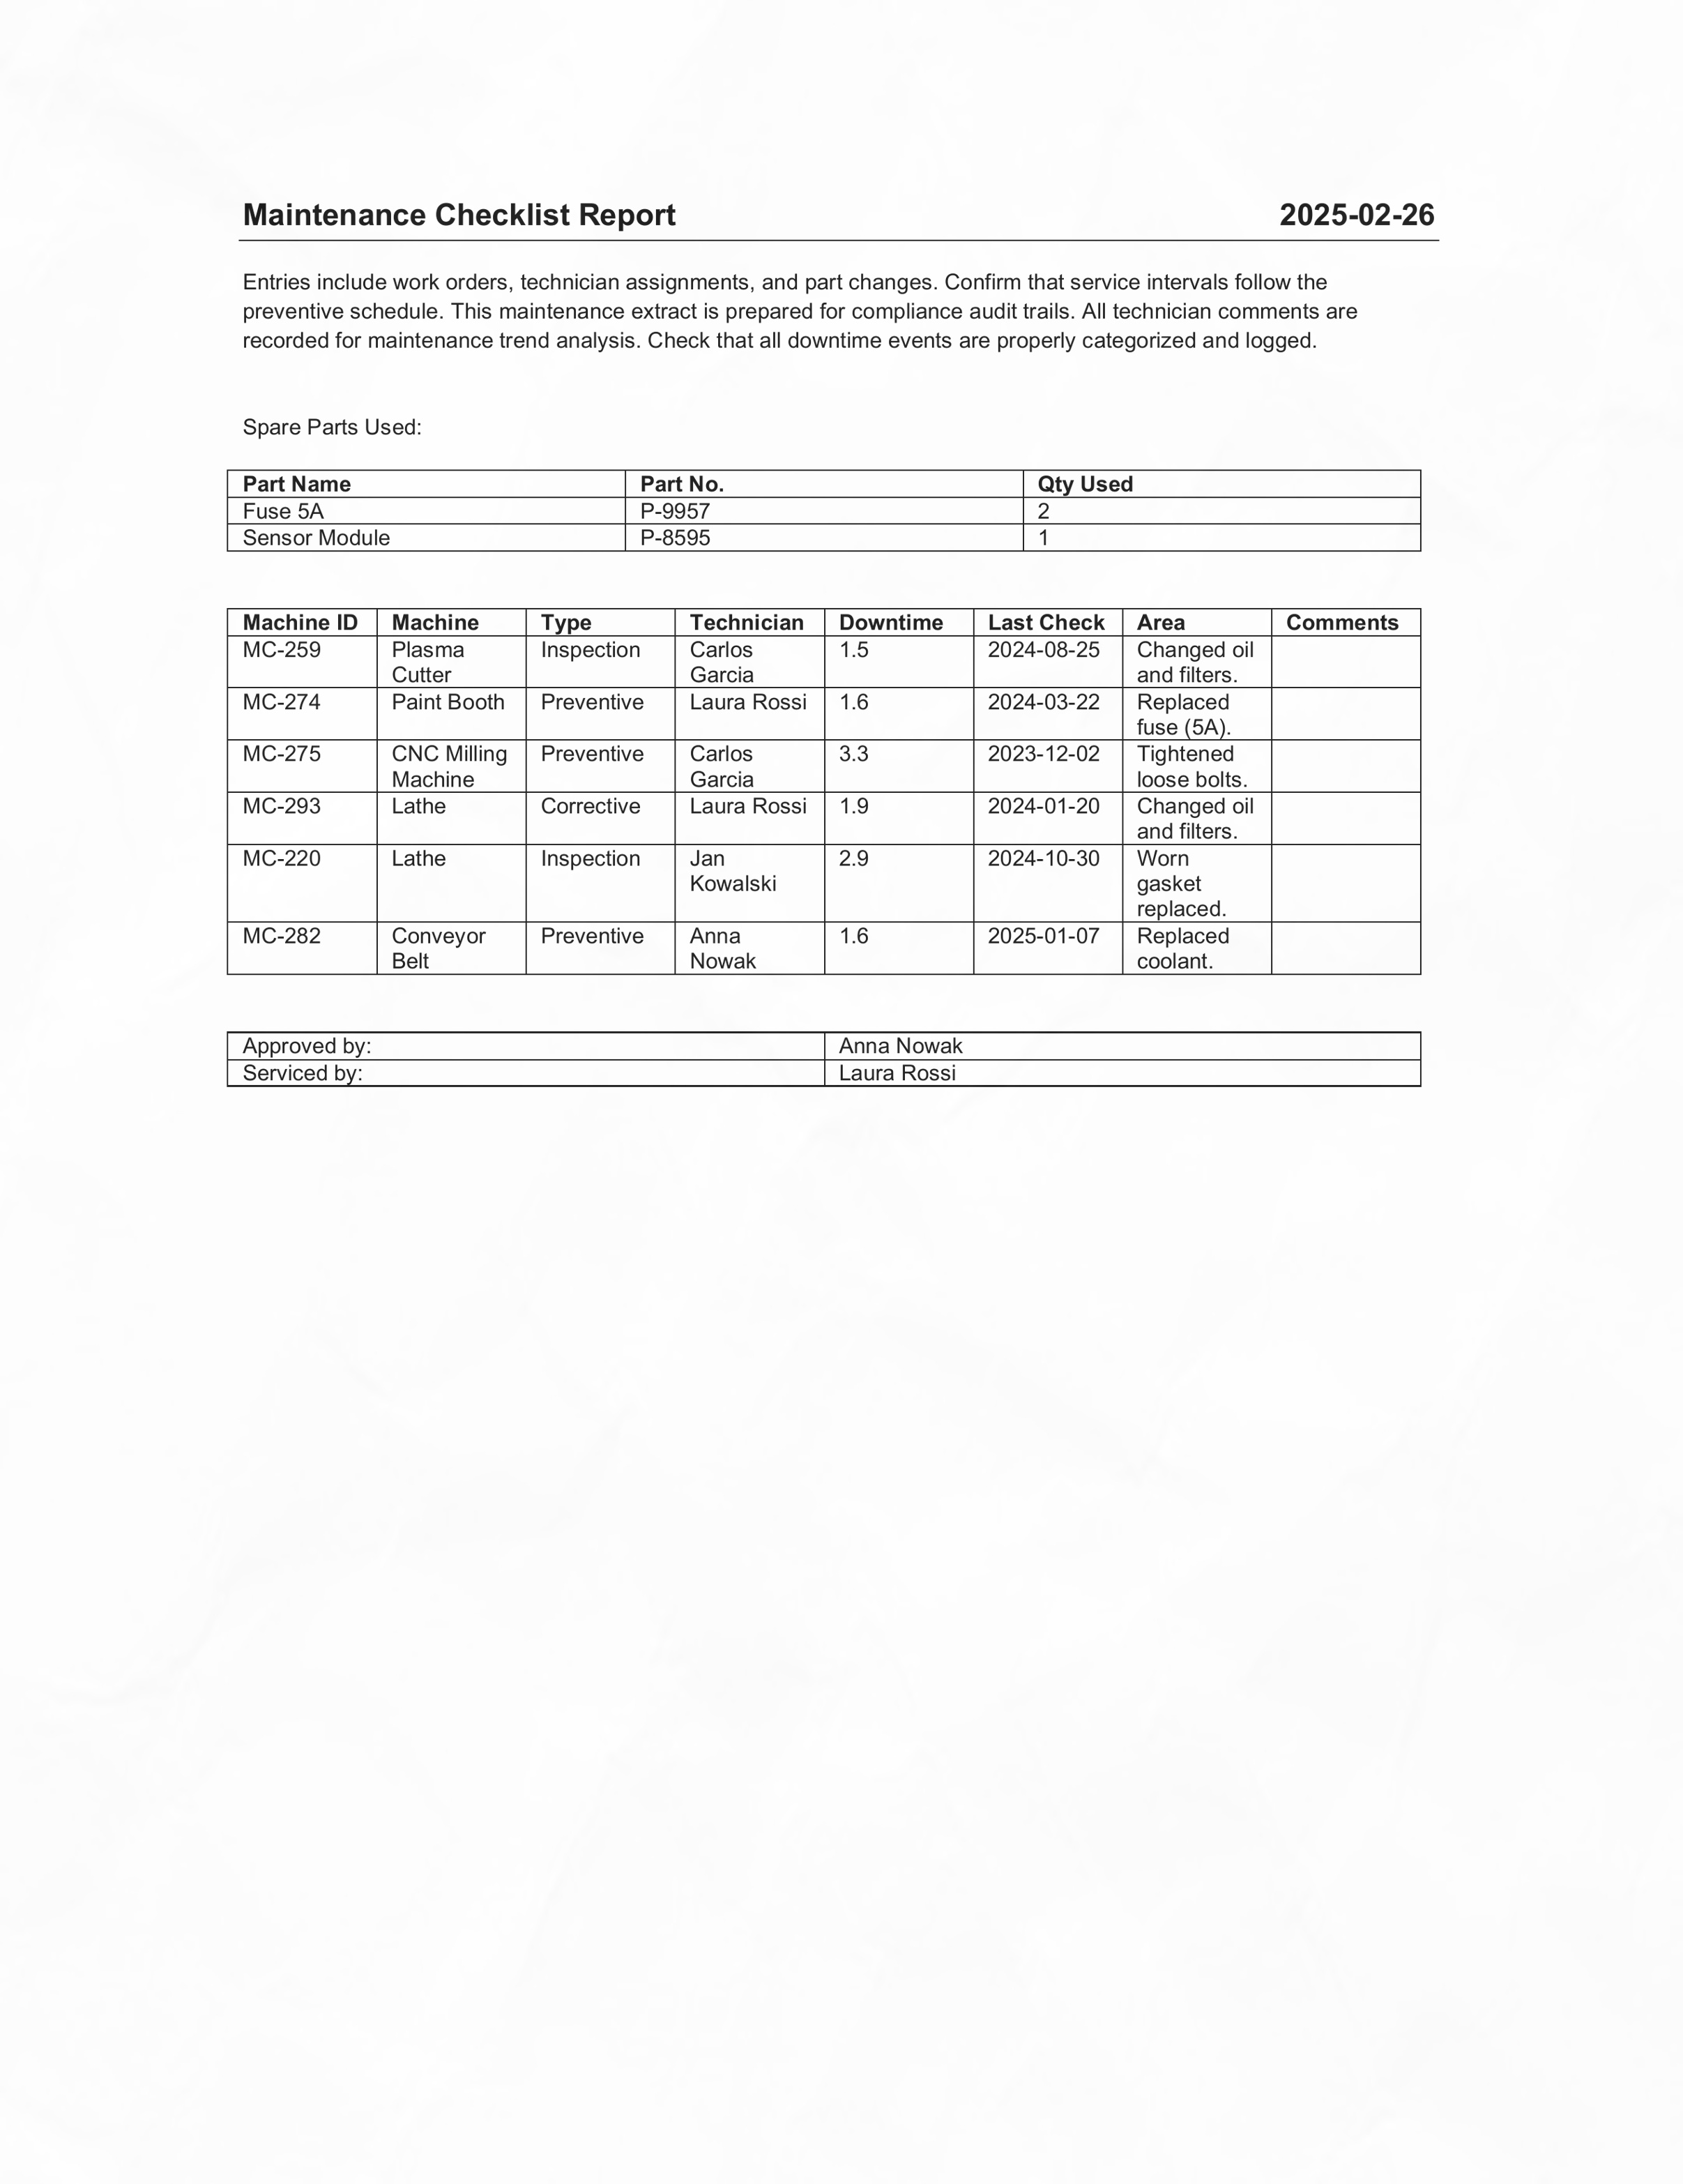 Maintenance Checklist Report 2025-02-26
Entries include work orders, technician assignments, and part changes. Confirm that service intervals follow the
preventive schedule. This maintenance extract is prepared for compliance audit trails. All technician comments are
recorded for maintenance trend analysis. Check that all downtime events are properly categorized and logged.
Spare Parts Used:
Part Name Part No. Qty Used
Fuse 5A P-9957 2
Sensor Module P-8595 1
Machine ID Machine Type Technician Downtime Last Check Area Comments
MC-259 Plasma Inspection Carlos 1.5 2024-08-25 Changed oil
Cutter Garcia and filters.
MC-274 Paint Booth Preventive Laura Rossi 1.6 2024-03-22 Replaced
fuse (5A).
MC-275 CNC Milling Preventive Carlos 3.3 2023-12-02 Tightened
Machine Garcia loose bolts.
MC-293 Lathe Corrective Laura Rossi 1.9 2024-01-20 Changed oil
and filters.
MC-220 Lathe Inspection Jan 2.9 2024-10-30 Worn
Kowalski gasket
replaced.
MC-282 Conveyor Preventive Anna 1.6 2025-01-07 Replaced
Belt Nowak coolant.
Approved by: Anna Nowak
Serviced by: Laura Rossi